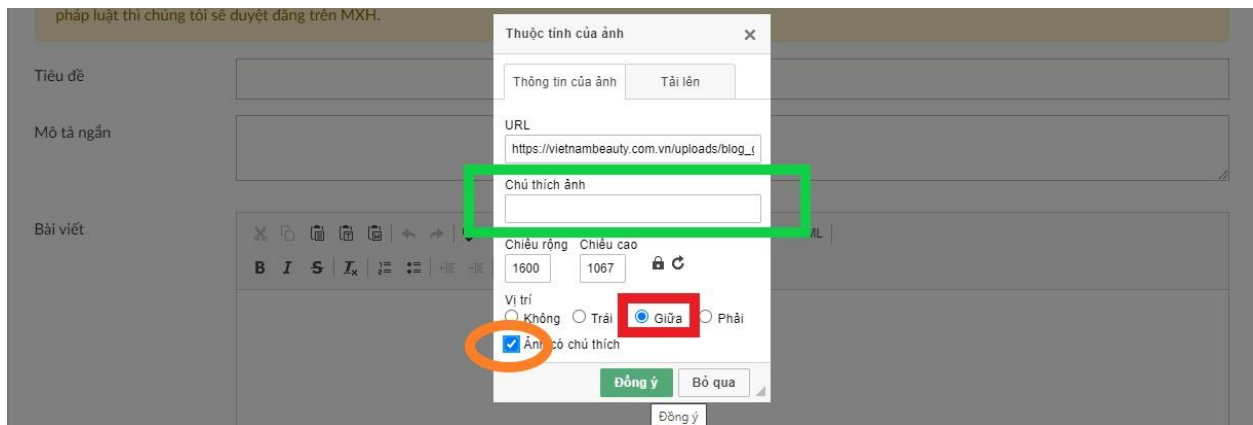 pháp luật thì chúng tôi sẽ duyệt đăng trên MXH.
Thuộc tính của ảnh
Thông tin của ảnh Tải lên
Tiêu đề
URL
https://vietnambeauty.com.vn/uploads/blog_
Mô tả ngắn
Chú thích ảnh
Bài viết
ML
Chiều rộng Chiều cao
1600 1067
B I S Ix
Vị trí
Không Trái Giữa Phải
Ảnh có chú thích
Đồng ý Bỏ qua
Đồng ý